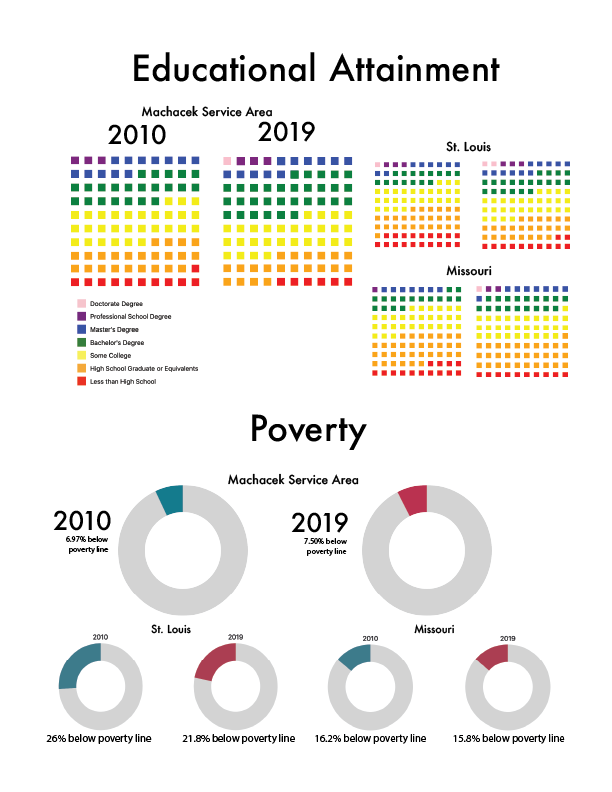 Educational Attainment
Machacek Service Area
2010
2019
St. Louis
Missouri
Doctorate Degree
Professional School Degree
Master's Degree
Bachelor's Degree
Some College
High School Graduate or Equivalents
Less than High School
Poverty
Machacek Service Area
2010
6.97% below
poverty line
2019
7.50% below
poverty line
St. Louis
Missouri
2010
2019
2010
2019
26% below poverty line
21.8% below poverty line
16.2% below poverty line
15.8% below poverty line